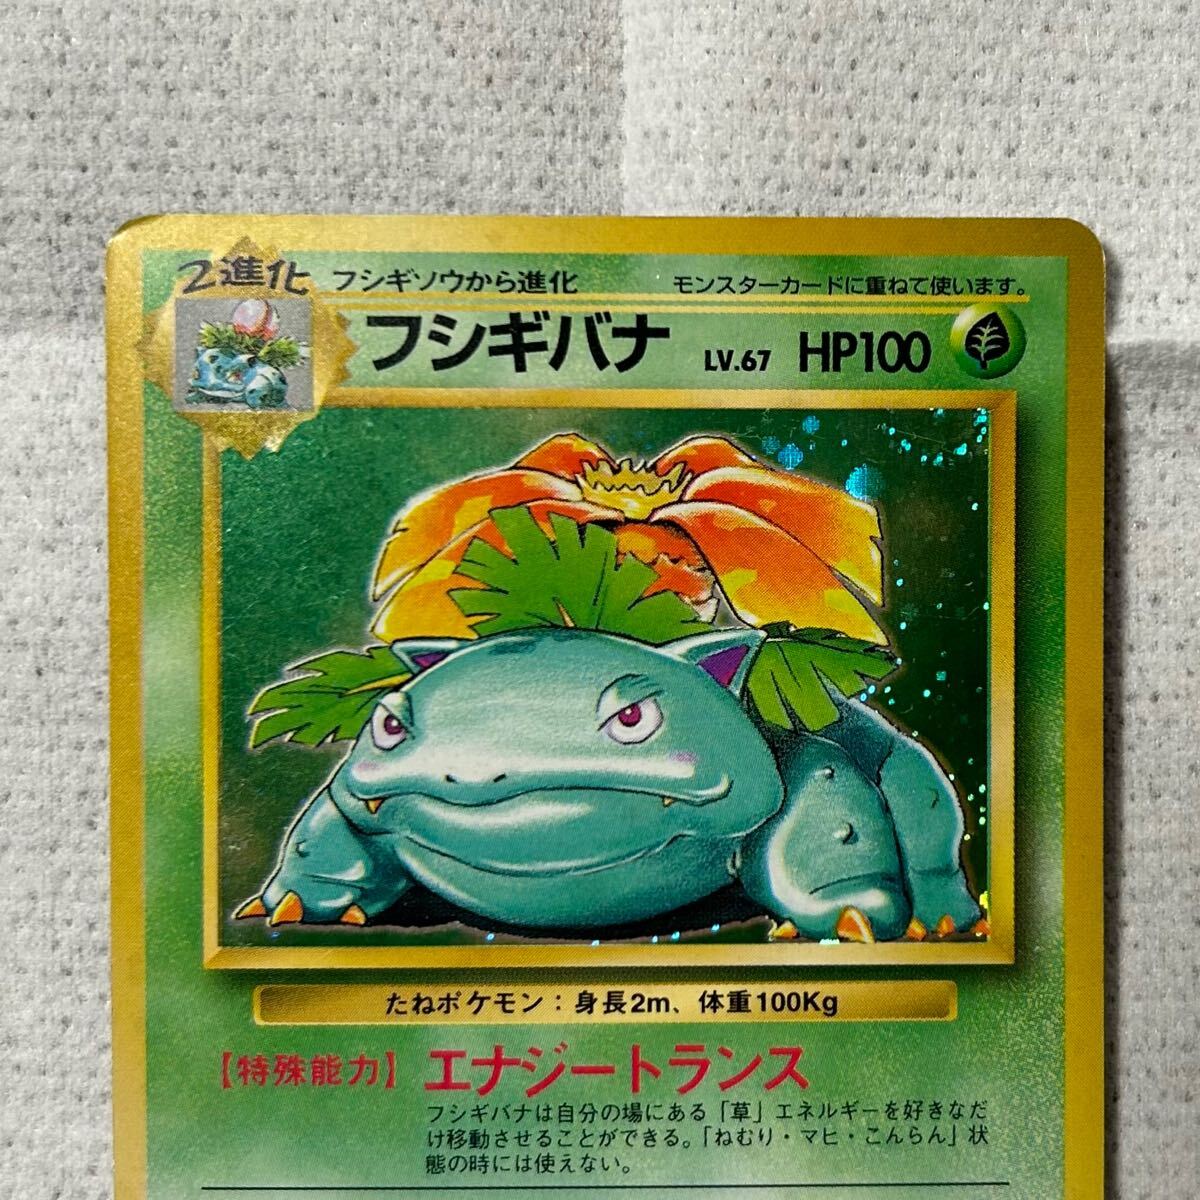 2進化
フシギソウから進化
モンスターカードに重ねて使います。
フシギバナ LV.67 HP100
たねポケモン：身長2m、体重100Kg
【特殊能力】エナジートランス
フシギバナは自分の場にある「草」エネルギーを好きなだ
け移動させることができる。「ねむり・マヒ・こんらん」状
態の時には使えない。